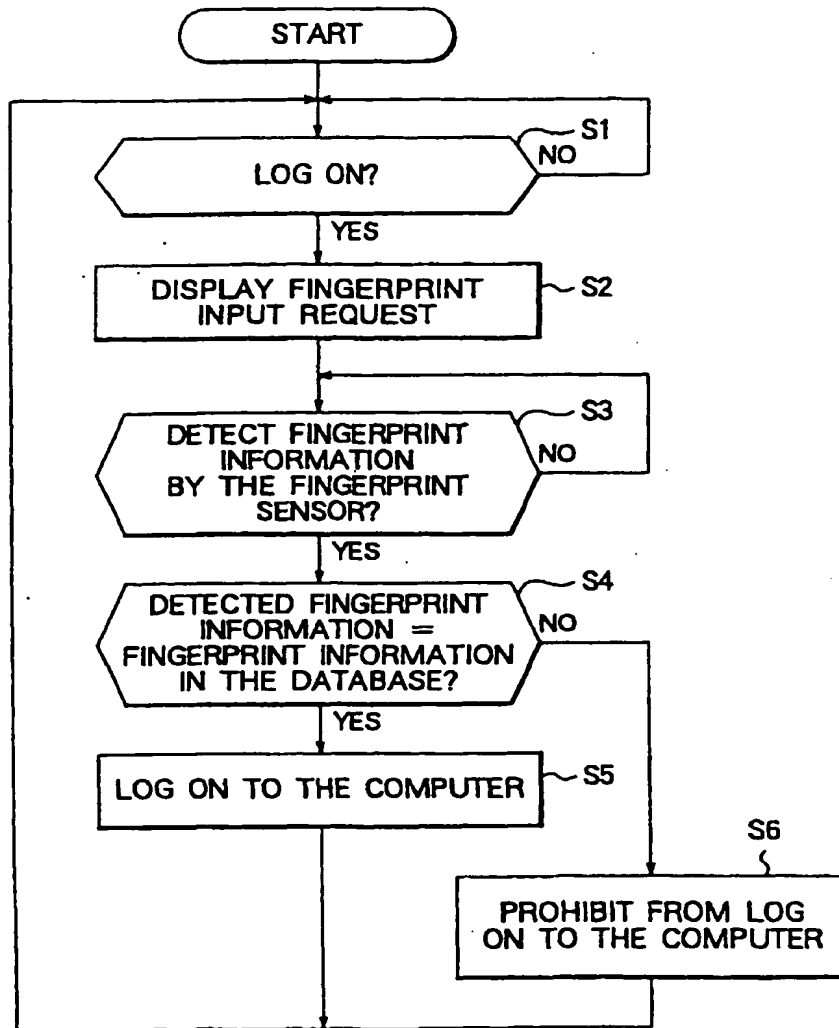 START
S1
NO
LOG ON?
YES
DISPLAY FINGERPRINT
INPUT REQUEST
S2
S3
DETECT FINGERPRINT
INFORMATION
BY THE FINGERPRINT
SENSOR?
NO
YES
S4
DETECTED FINGERPRINT
INFORMATION =
FINGERPRINT INFORMATION
IN THE DATABASE?
NO
YES
LOG ON TO THE COMPUTER
S5
S6
PROHIBIT FROM LOG
ON TO THE COMPUTER